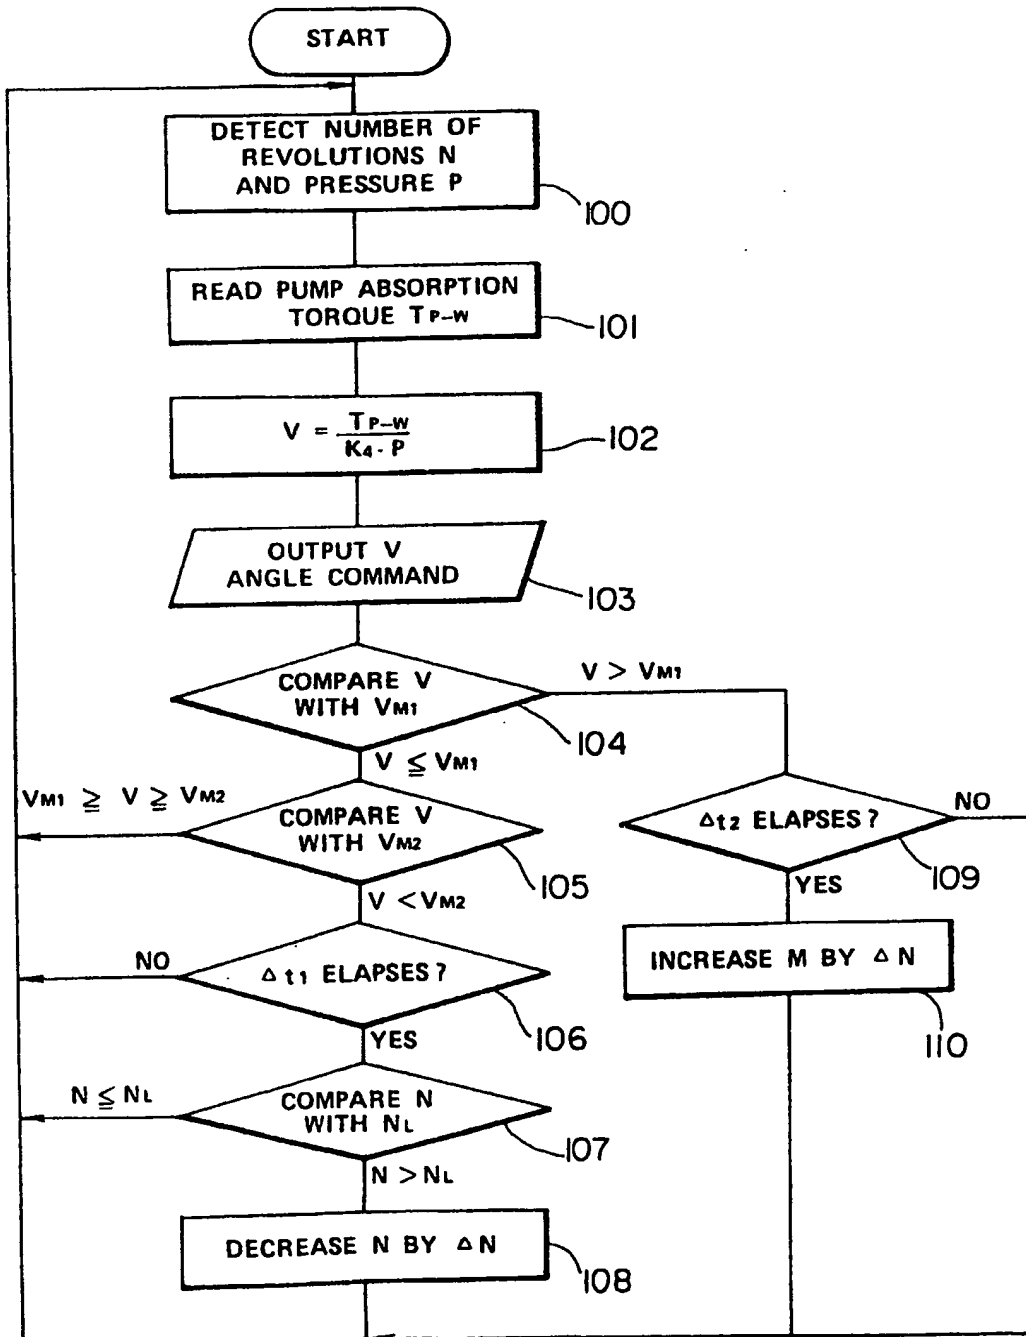 START
DETECT NUMBER OF
REVOLUTIONS N
AND PRESSURE P
100
READ PUMP ABSORPTION
TORQUE TP-W
101
V = TP-W
K4 · P
102
OUTPUT V
ANGLE COMMAND
103
COMPARE V
WITH VM1
104
V > VM1
V ≦ VM1
VM1 ≧ V ≧ VM2
COMPARE V
WITH VM2
105
V < VM2
Δt2 ELAPSES?
NO
109
YES
INCREASE M BY ΔN
110
NO
Δt1 ELAPSES?
106
YES
N ≦ NL
COMPARE N
WITH NL
107
N > NL
DECREASE N BY ΔN
108